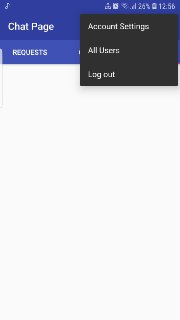 26% 12:56
Chat Page
Account Settings
REQUESTS
All Users
Log out